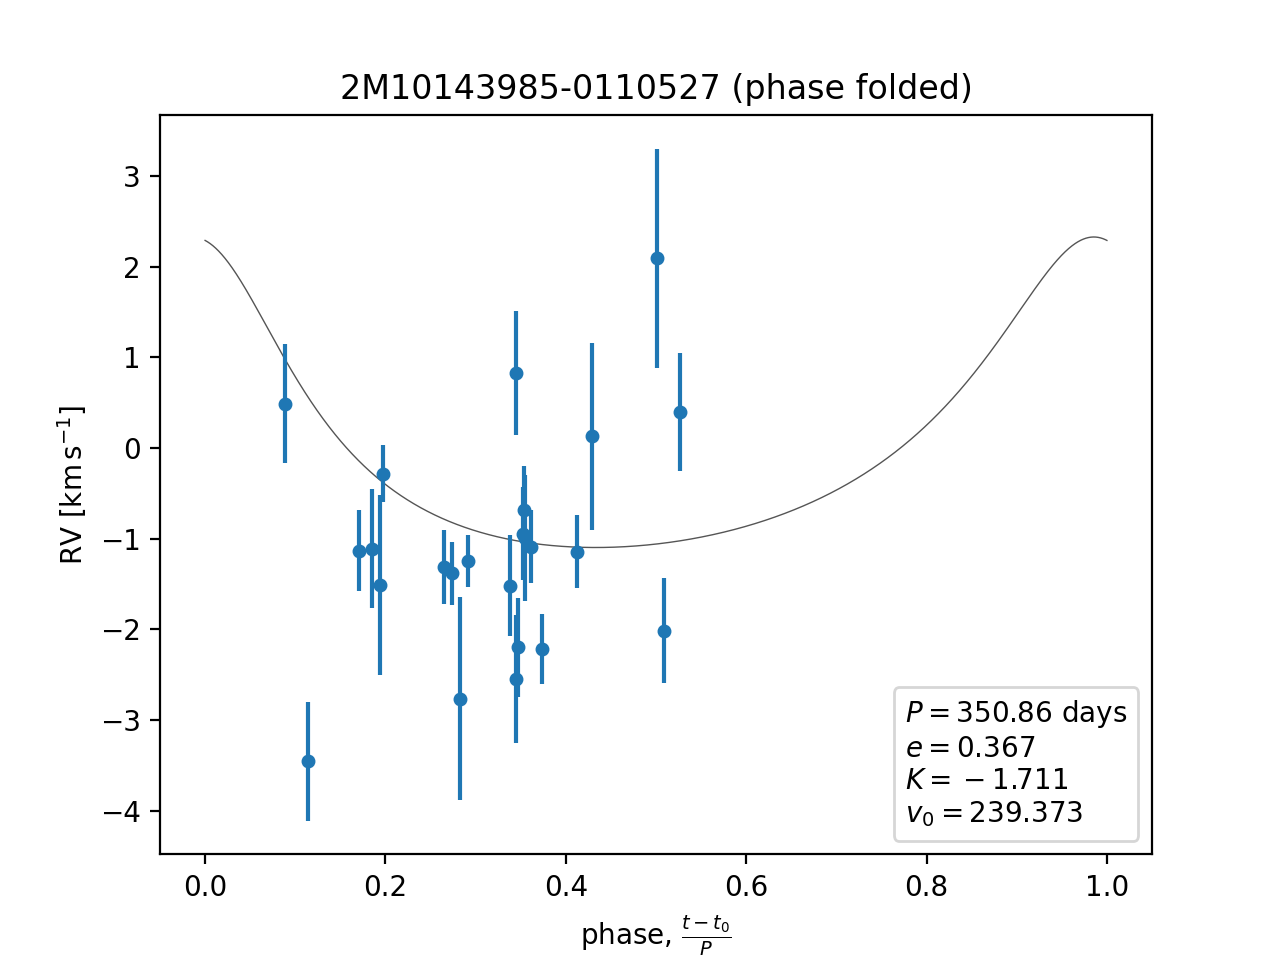 2M10143985-0110527 (phase folded)
3
2
1
0
−1
−2
−3
−4
RV [km s⁻¹]
P = 350.86 days
e = 0.367
K = −1.711
v₀ = 239.373
0.0 0.2 0.4 0.6 0.8 1.0
phase, (t − t₀)/P